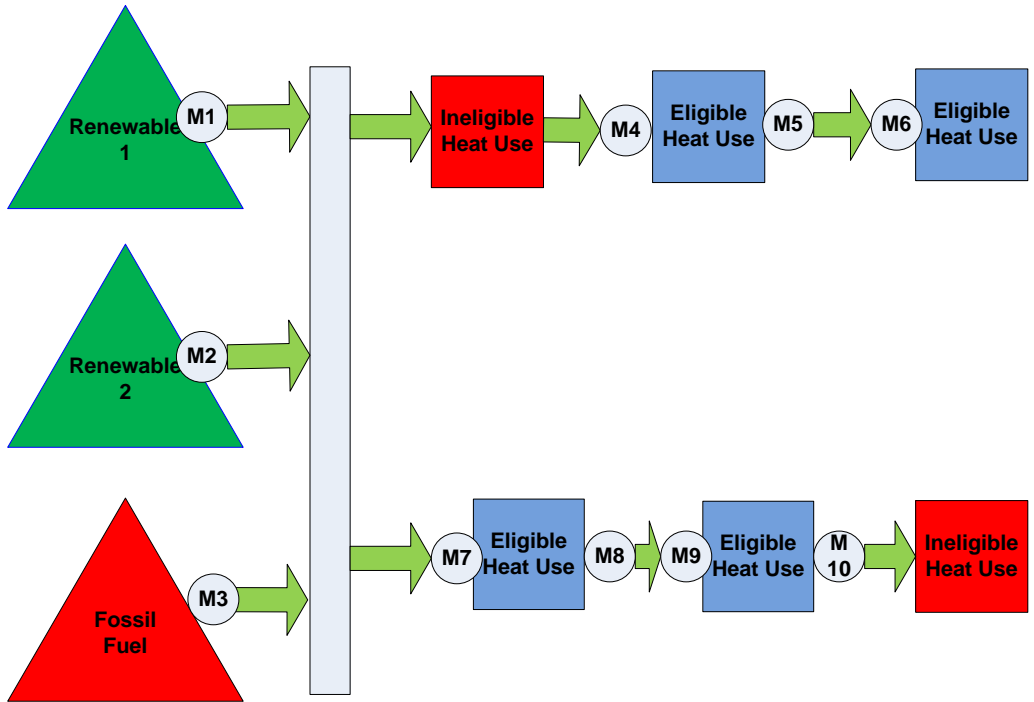 Renewable
1
M1
Ineligible
Heat Use
M4
Eligible
Heat Use
M5
M6
Eligible
Heat Use
Renewable
2
M2
Fossil
Fuel
M3
M7
Eligible
Heat Use
M8
M9
Eligible
Heat Use
M
10
Ineligible
Heat Use